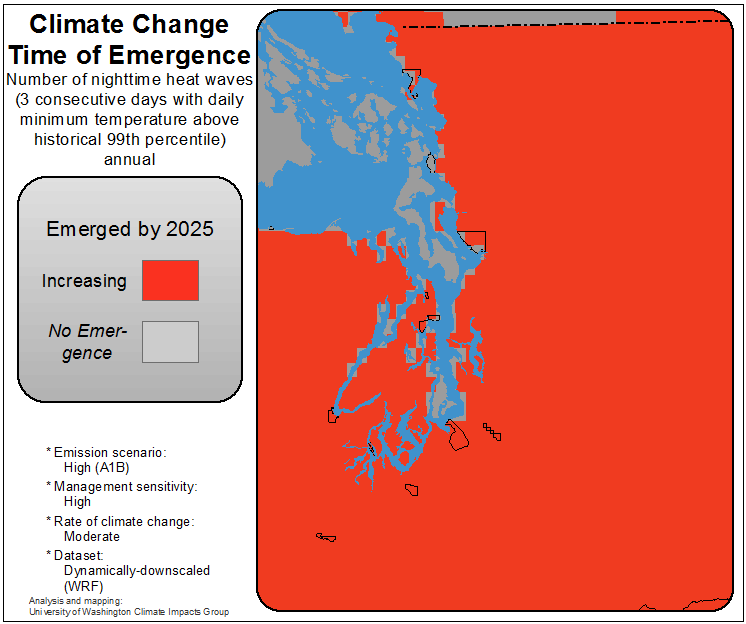 Climate Change
Time of Emergence
Number of nighttime heat waves
(3 consecutive days with daily
minimum temperature above
historical 99th percentile)
annual
Emerged by 2025
Increasing
No Emer-
gence
* Emission scenario:
High (A1B)
* Management sensitivity:
High
* Rate of climate change:
Moderate
* Dataset:
Dynamically-downscaled
(WRF)
Analysis and mapping:
University of Washington Climate Impacts Group